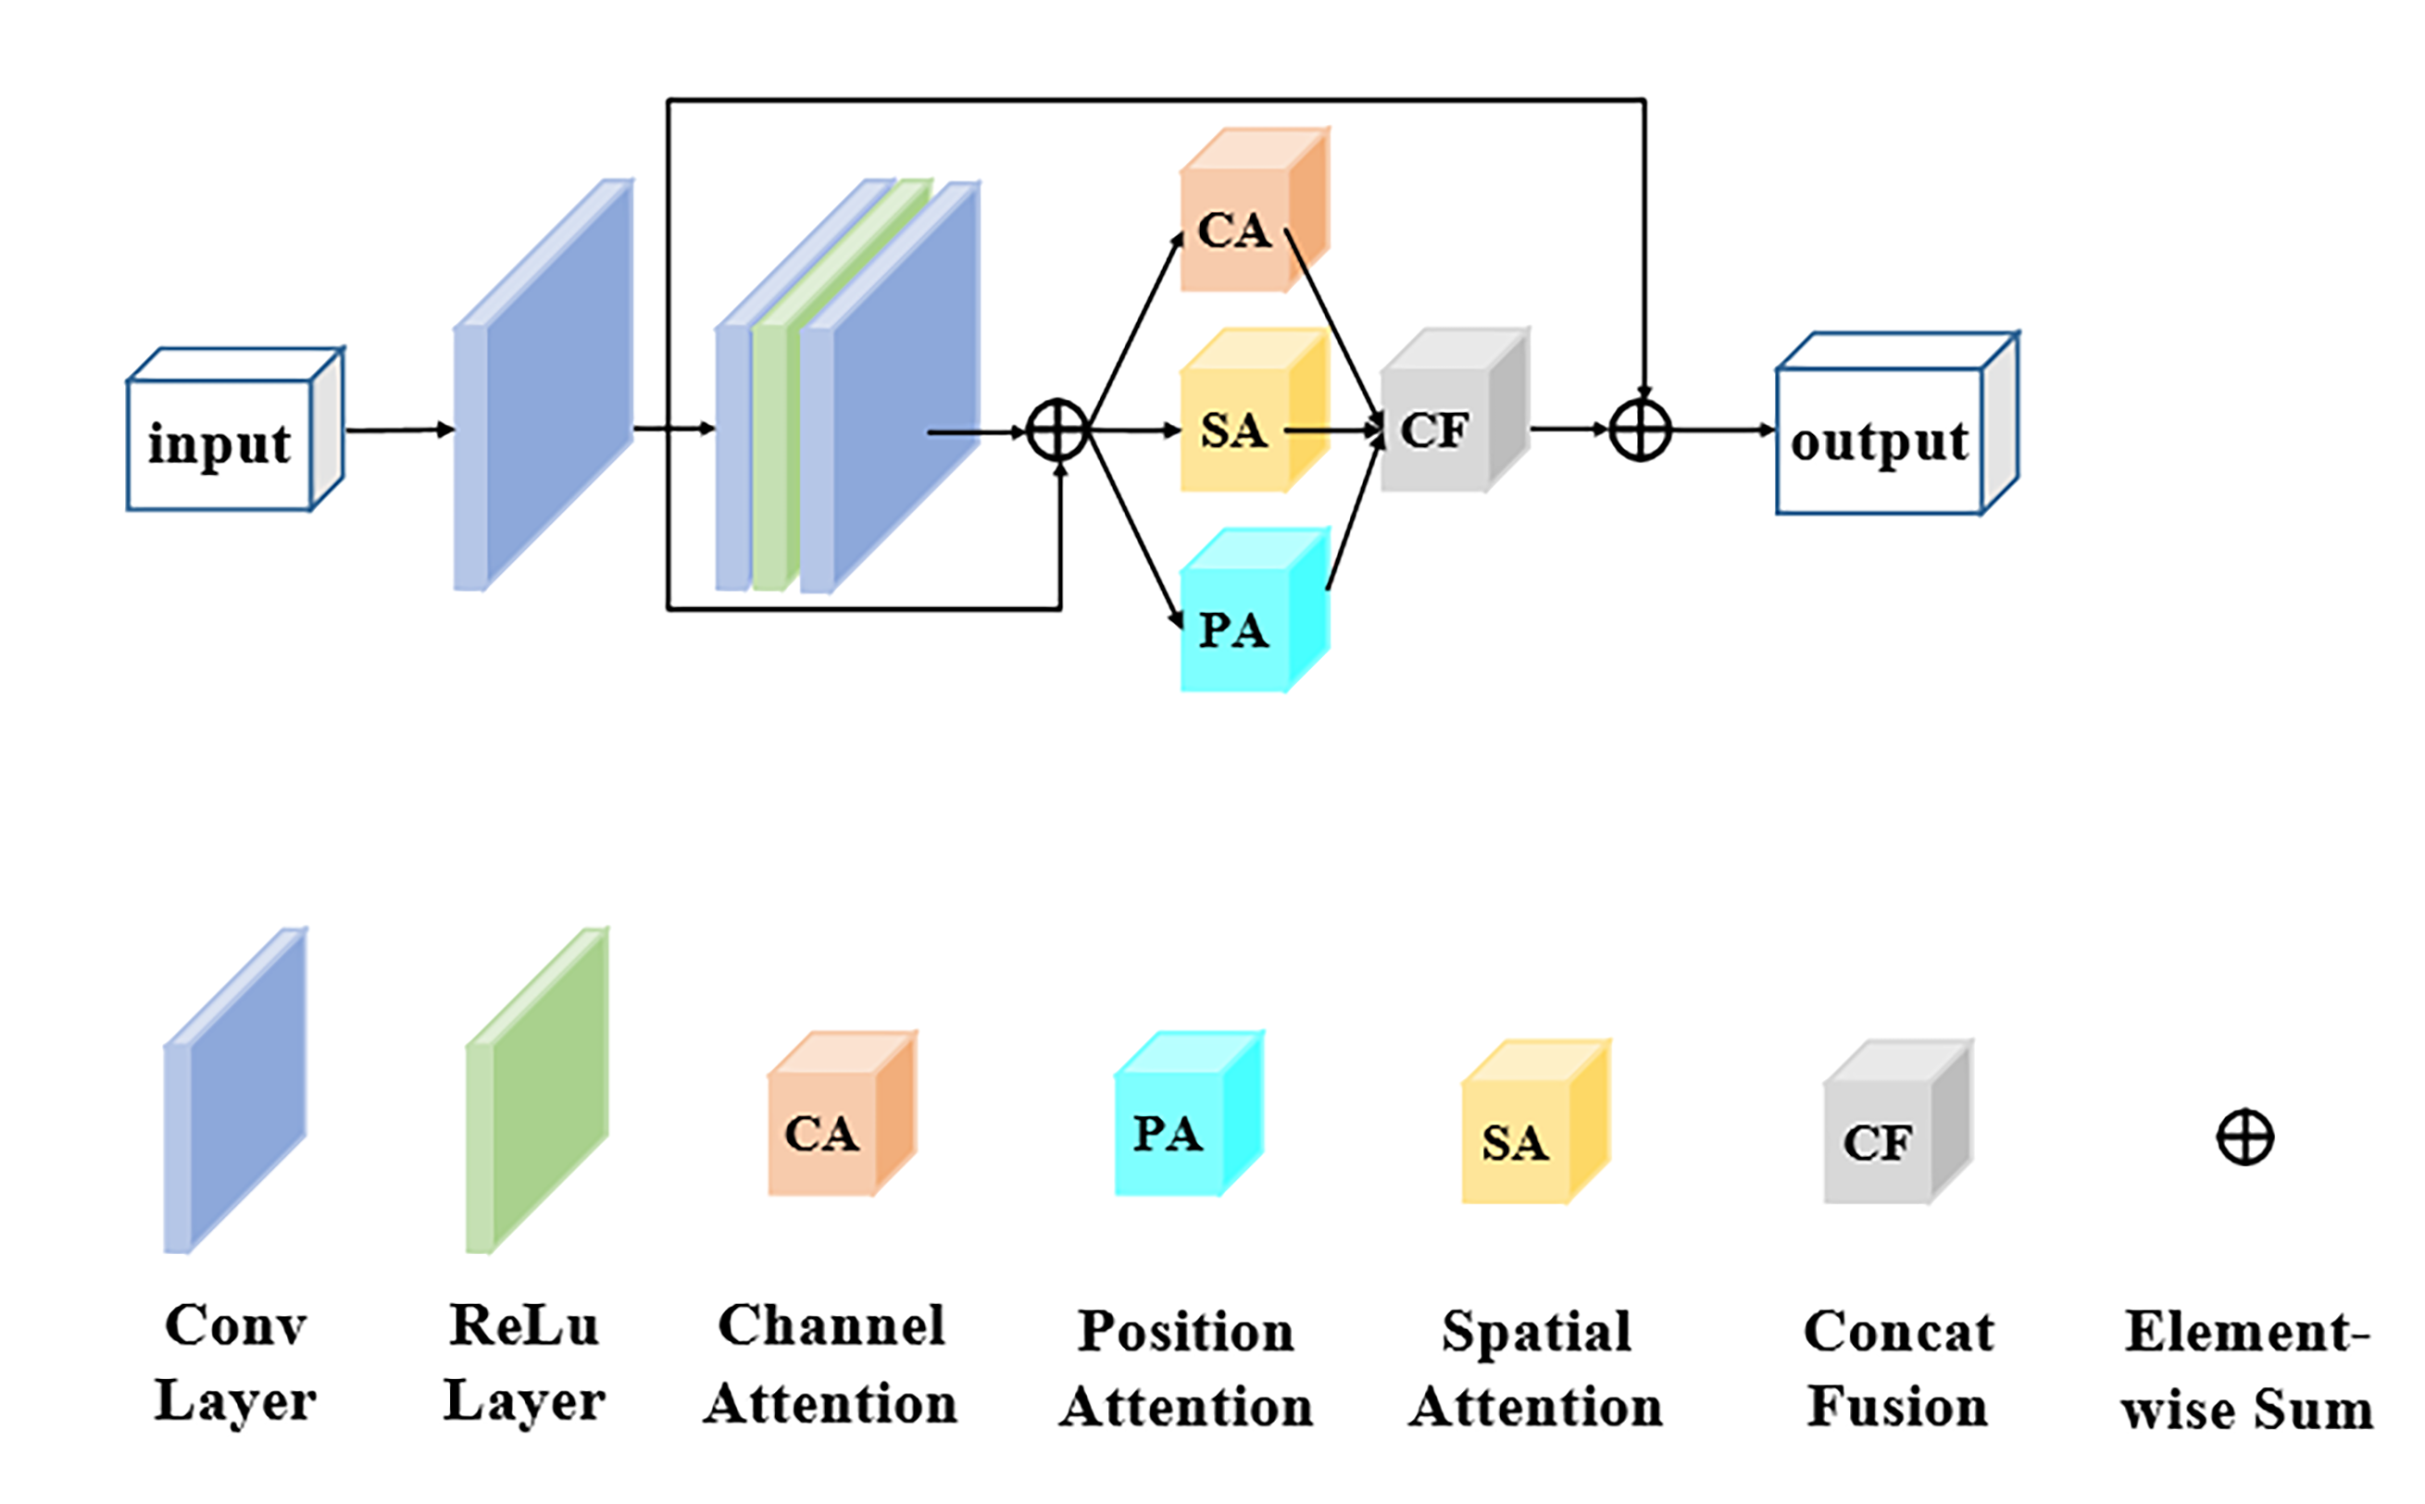 CA
input
SA
CF
output
PA
CA
PA
SA
CF
Conv
Layer
ReLu
Layer
Channel
Attention
Position
Attention
Spatial
Attention
Concat
Fusion
Element-
wise Sum